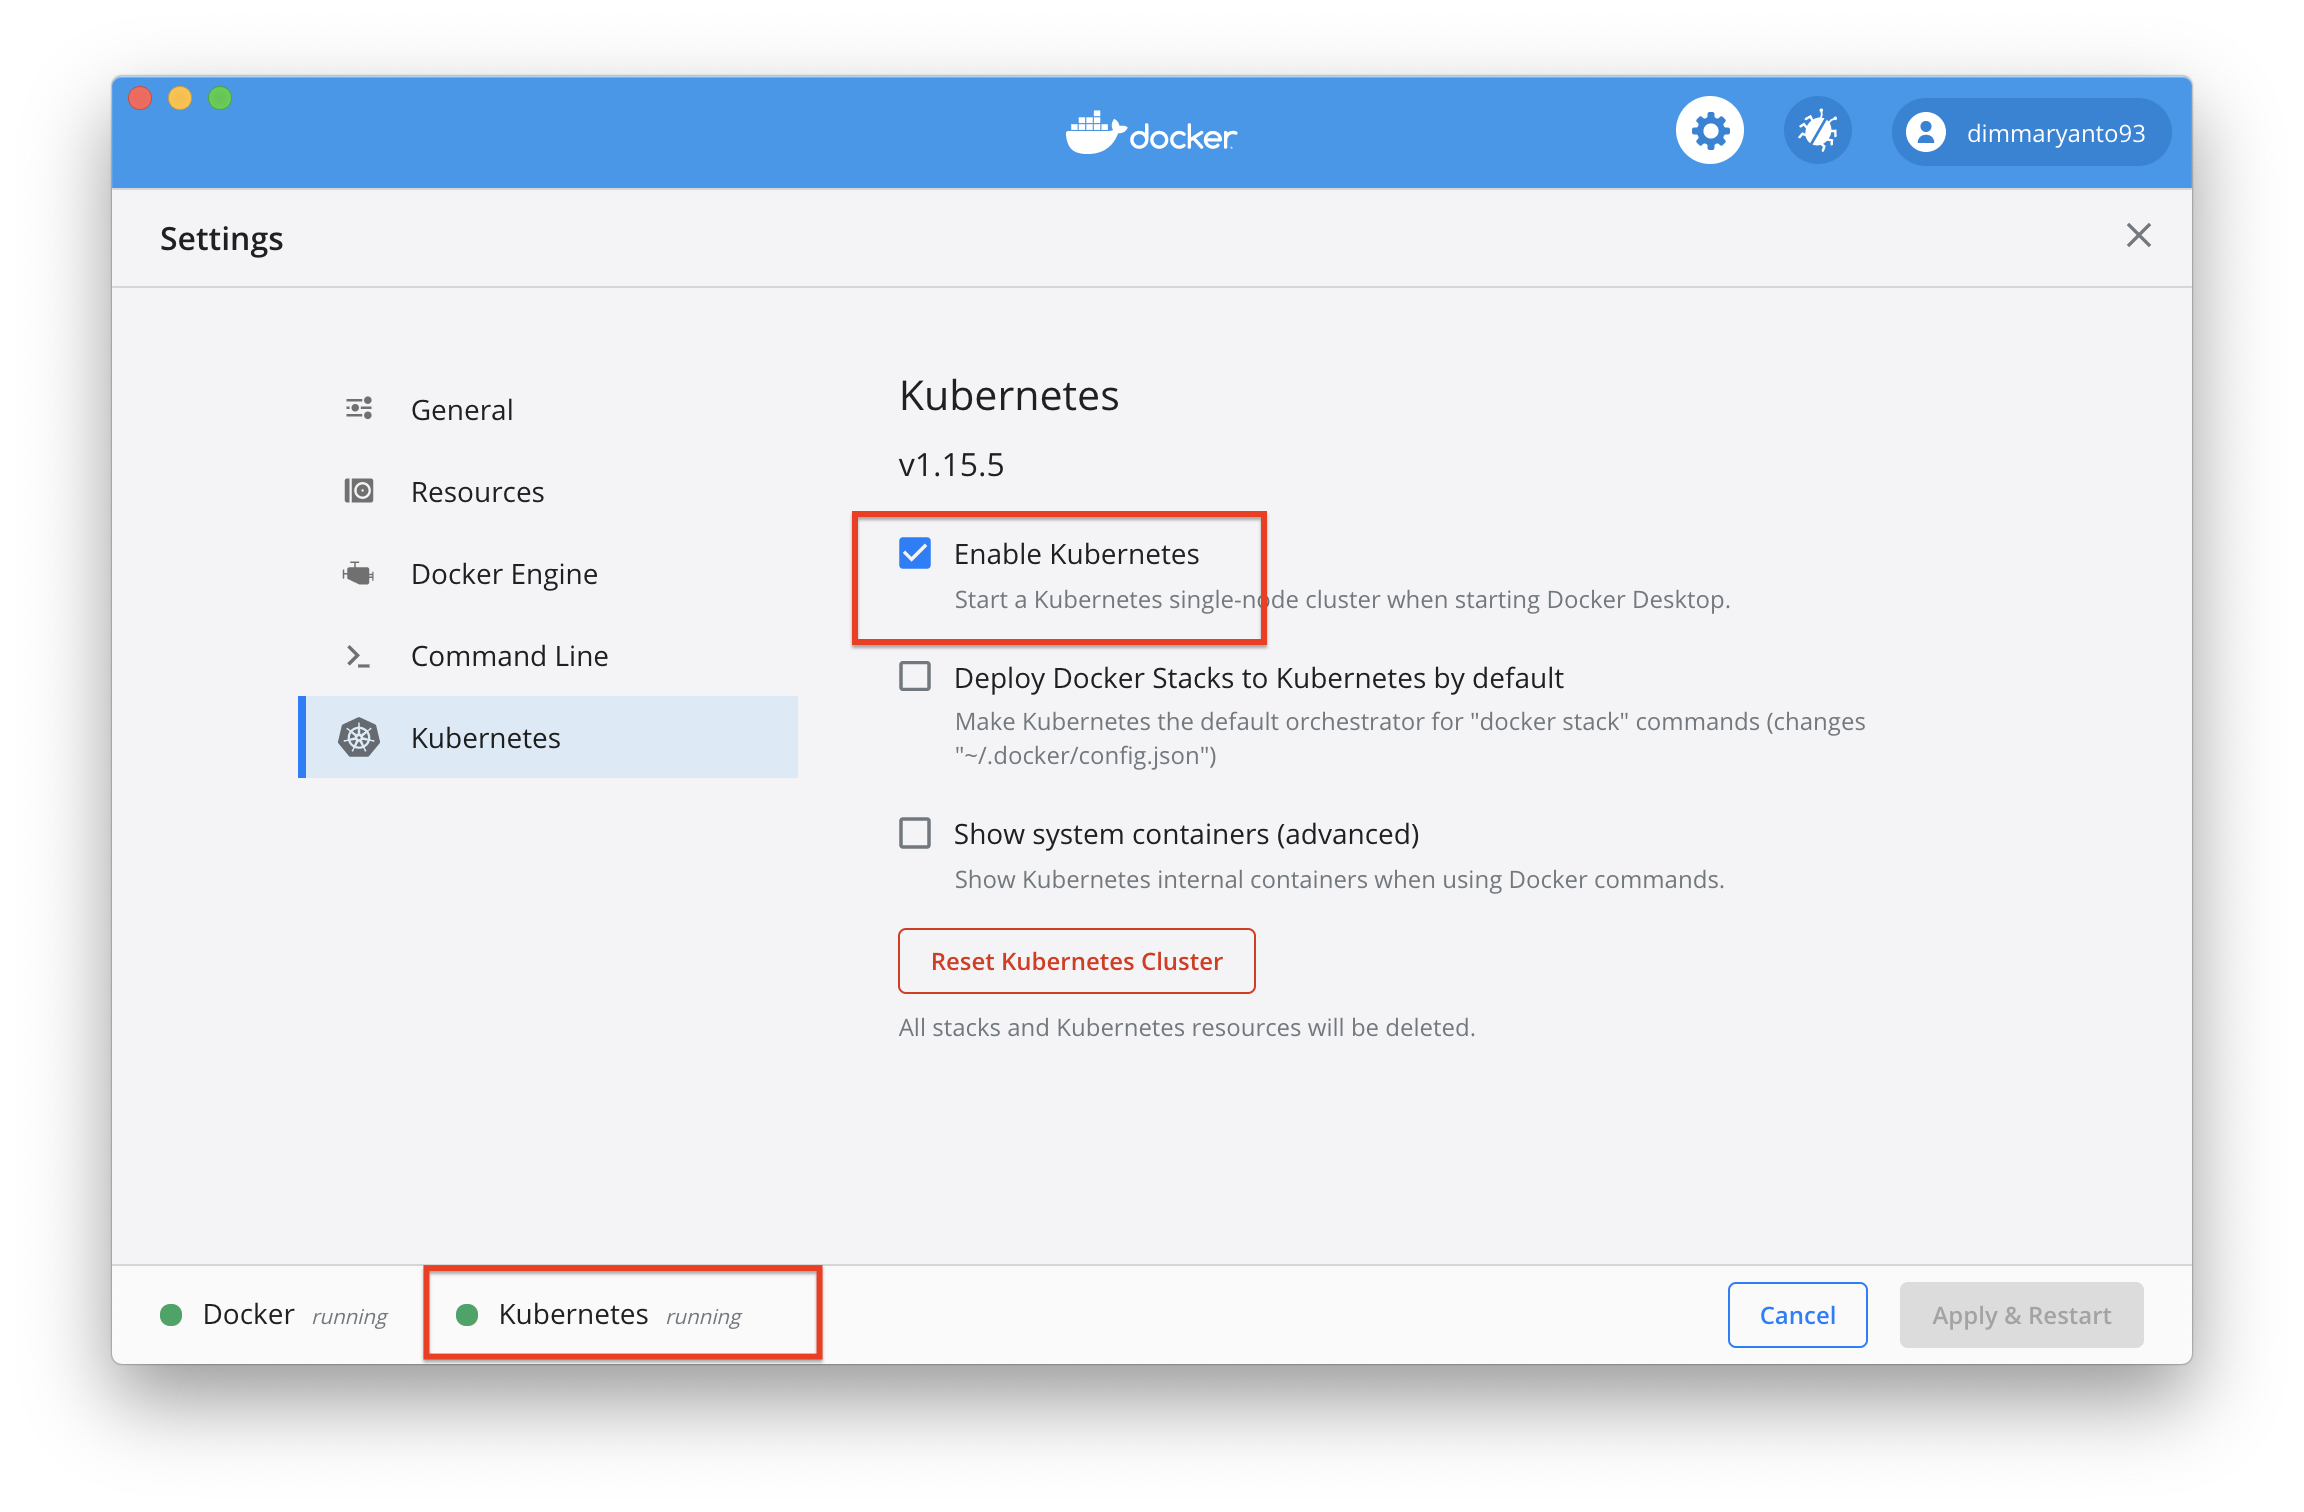 docker
dimmaryanto93
Settings
General
Resources
Docker Engine
Command Line
Kubernetes
Kubernetes
v1.15.5
Enable Kubernetes
Start a Kubernetes single-node cluster when starting Docker Desktop.
Deploy Docker Stacks to Kubernetes by default
Make Kubernetes the default orchestrator for "docker stack" commands (changes
"~/.docker/config.json")
Show system containers (advanced)
Show Kubernetes internal containers when using Docker commands.
Reset Kubernetes Cluster
All stacks and Kubernetes resources will be deleted.
Docker running
Kubernetes running
Cancel
Apply & Restart